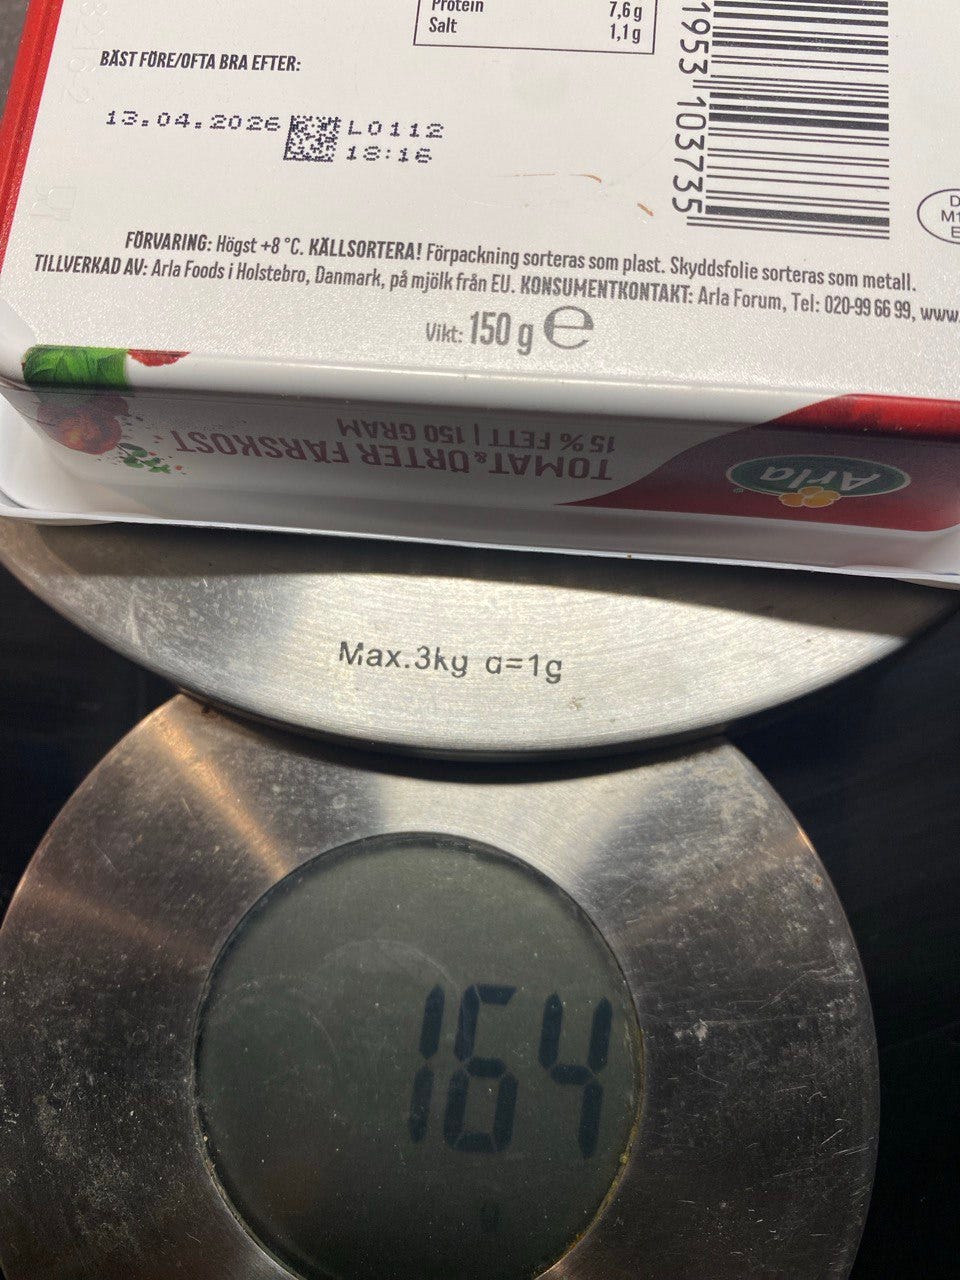 Protein 7,6 g
Salt 1,1 g
BÄST FÖRE/OFTA BRA EFTER:
13.04.2026 L0112
18:16
1953 103735
FÖRVARING: Högst +8 °C. KÄLLSORTERA! Förpackning sorteras som plast. Skyddsfolie sorteras som metall.
TILLVERKAD AV: Arla Foods i Holstebro, Danmark, på mjölk från EU. KONSUMENTKONTAKT: Arla Forum, Tel: 020-99 66 99, www.
Vikt: 150 g e
Arla
TOMAT & ÖRTER FÄRSKOST
15 % FETT | 150 GRAM
Max.3kg d=1g
164